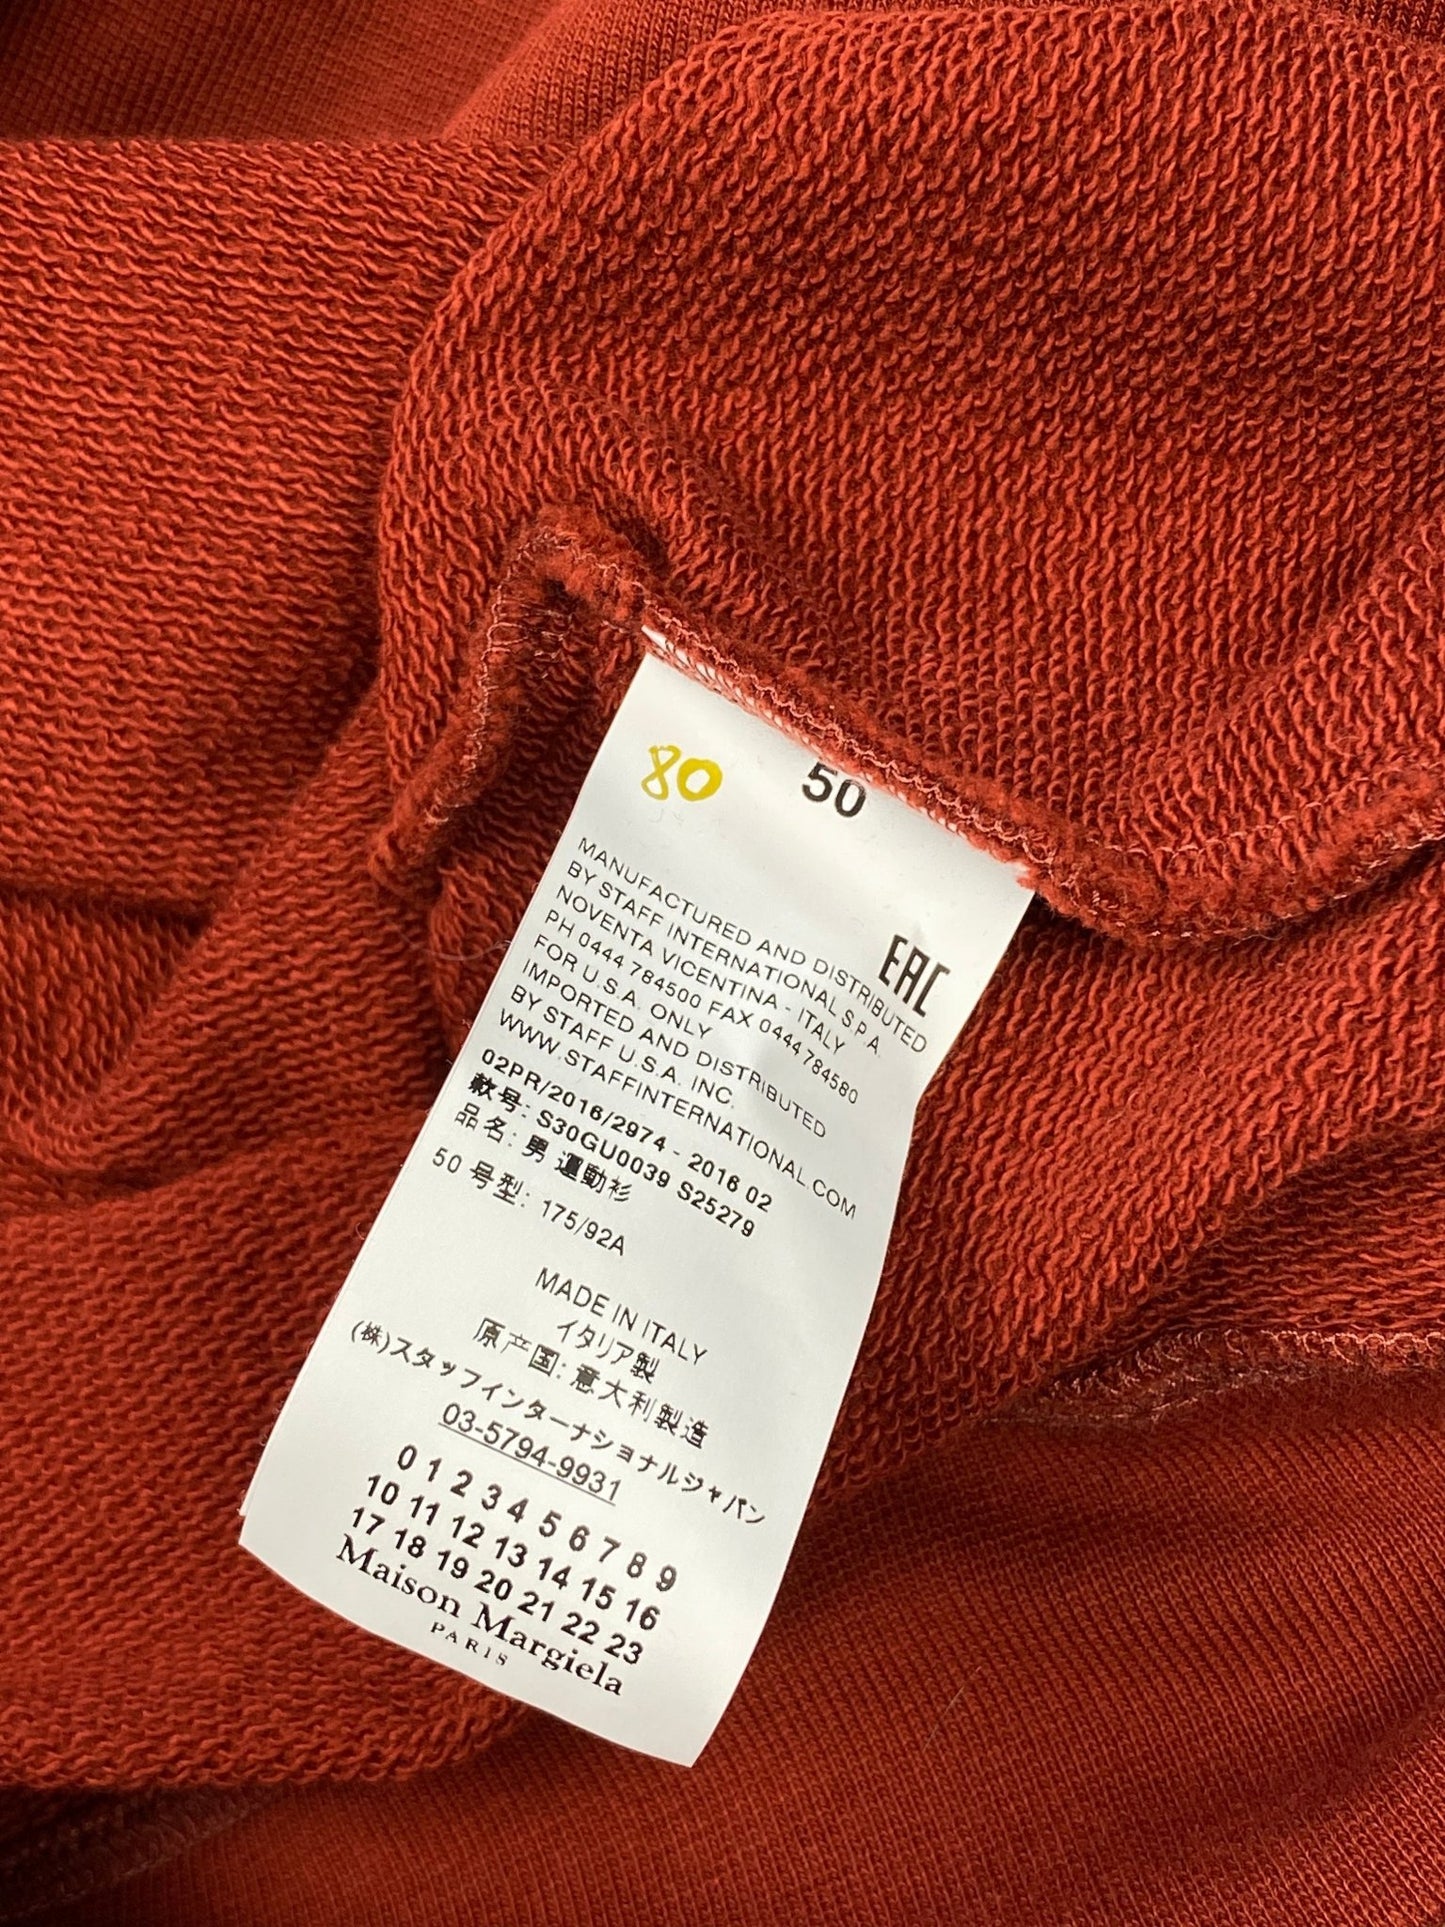 80 50
MANUFACTURED AND DISTRIBUTED
BY STAFF INTERNATIONAL S.P.A.
NOVENTA VICENTINA - ITALY
PH 0444 784500 FAX 0444 784580
FOR U.S.A. ONLY
IMPORTED AND DISTRIBUTED
BY STAFF U.S.A. INC.
WWW.STAFFINTERNATIONAL.COM
EAC
02PR/2016/2974 - 2016 02
款号: S30GU0039 S25279
品名: 男 運動衫
50 号型: 175/92A
MADE IN ITALY
イタリア製
原产国: 意大利製造
(株)スタッフインターナショナルジャパン
03-5794-9931
0 1 2 3 4 5 6 7 8 9
10 11 12 13 14 15 16
17 18 19 20 21 22 23
Maison Margiela
PARIS